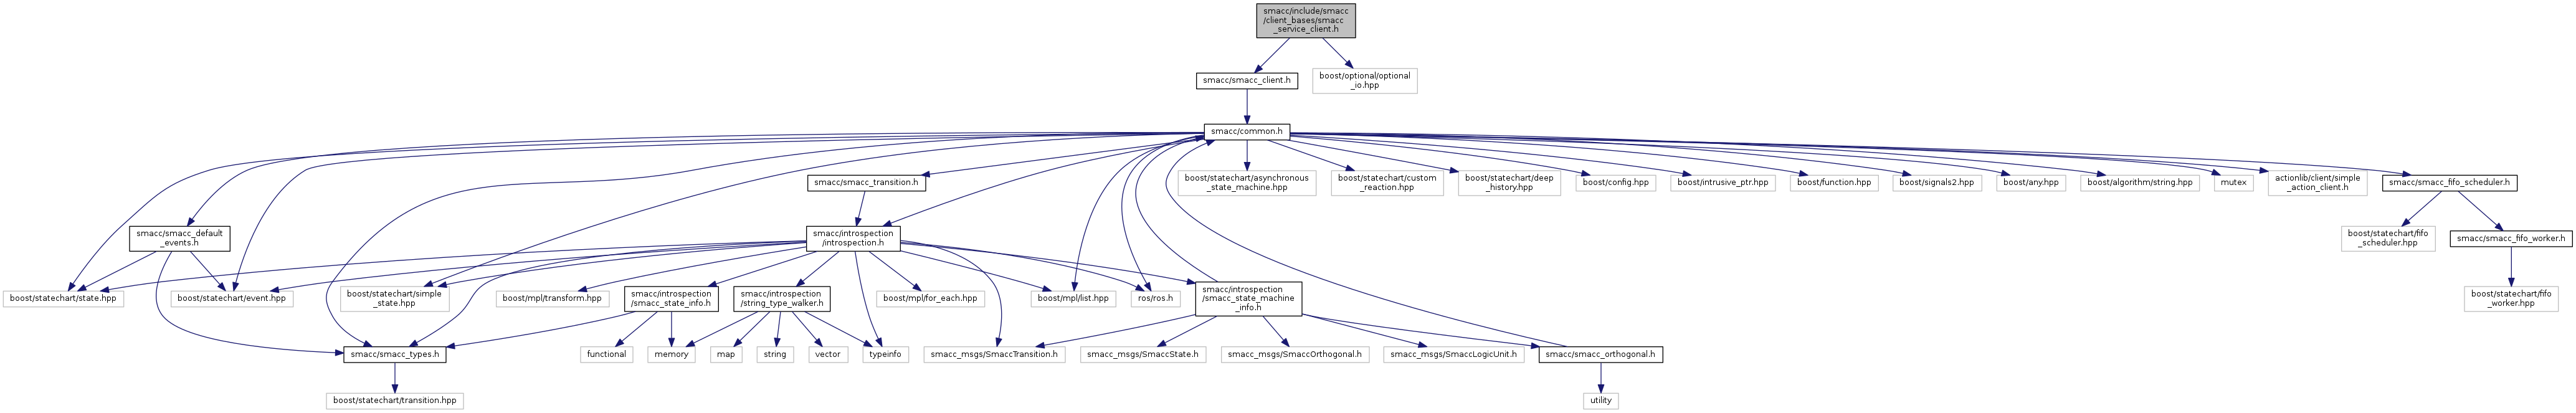 smacc/include/smacc
/client_bases/smacc
_service_client.h
smacc/smacc_client.h
boost/optional/optional
_io.hpp
smacc/common.h
smacc/smacc_transition.h
boost/statechart/asynchronous
_state_machine.hpp
boost/statechart/custom
_reaction.hpp
boost/statechart/deep
_history.hpp
boost/config.hpp
boost/intrusive_ptr.hpp
boost/function.hpp
boost/signals2.hpp
boost/any.hpp
boost/algorithm/string.hpp
mutex
actionlib/client/simple
_action_client.h
smacc/smacc_fifo_scheduler.h
smacc/smacc_default
_events.h
smacc/introspection
/introspection.h
boost/statechart/fifo
_scheduler.hpp
smacc/smacc_fifo_worker.h
boost/statechart/state.hpp
boost/statechart/event.hpp
boost/statechart/simple
_state.hpp
boost/mpl/transform.hpp
smacc/introspection
/smacc_state_info.h
smacc/introspection
/string_type_walker.h
boost/mpl/for_each.hpp
boost/mpl/list.hpp
ros/ros.h
smacc/introspection
/smacc_state_machine
_info.h
boost/statechart/fifo
_worker.hpp
smacc/smacc_types.h
functional
memory
map
string
vector
typeinfo
smacc_msgs/SmaccTransition.h
smacc_msgs/SmaccState.h
smacc_msgs/SmaccOrthogonal.h
smacc_msgs/SmaccLogicUnit.h
smacc/smacc_orthogonal.h
boost/statechart/transition.hpp
utility